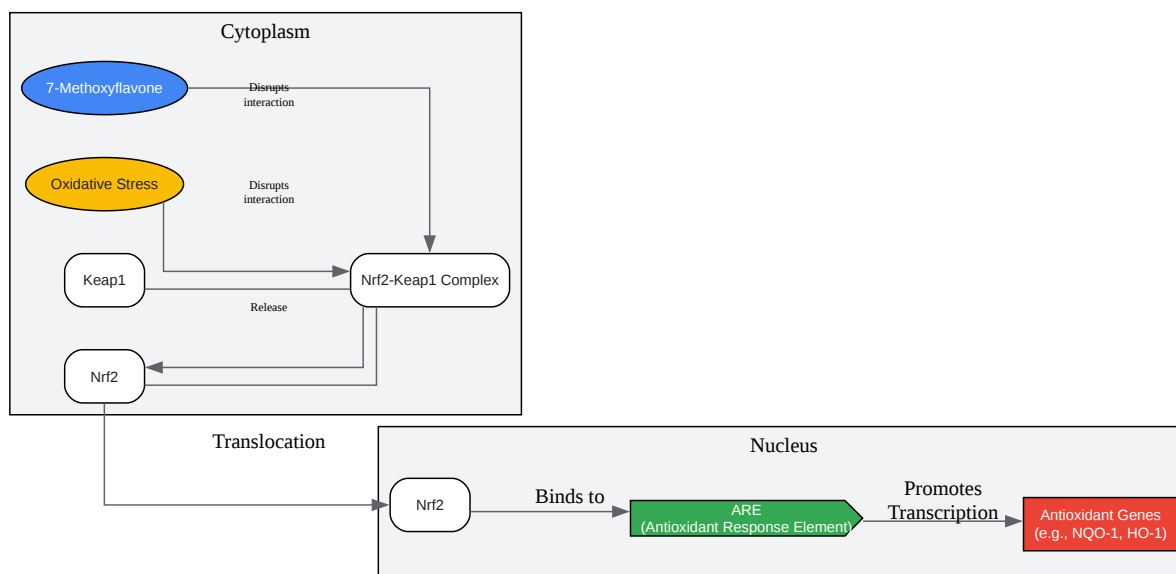 Cytoplasm
7-Methoxyflavone
Disrupts
interaction
Oxidative Stress
Disrupts
interaction
Keap1
Nrf2-Keap1 Complex
Release
Nrf2
Translocation
Nucleus
Nrf2
Binds to
ARE
(Antioxidant Response Element)
Promotes
Transcription
Antioxidant Genes
(e.g., NQO-1, HO-1)